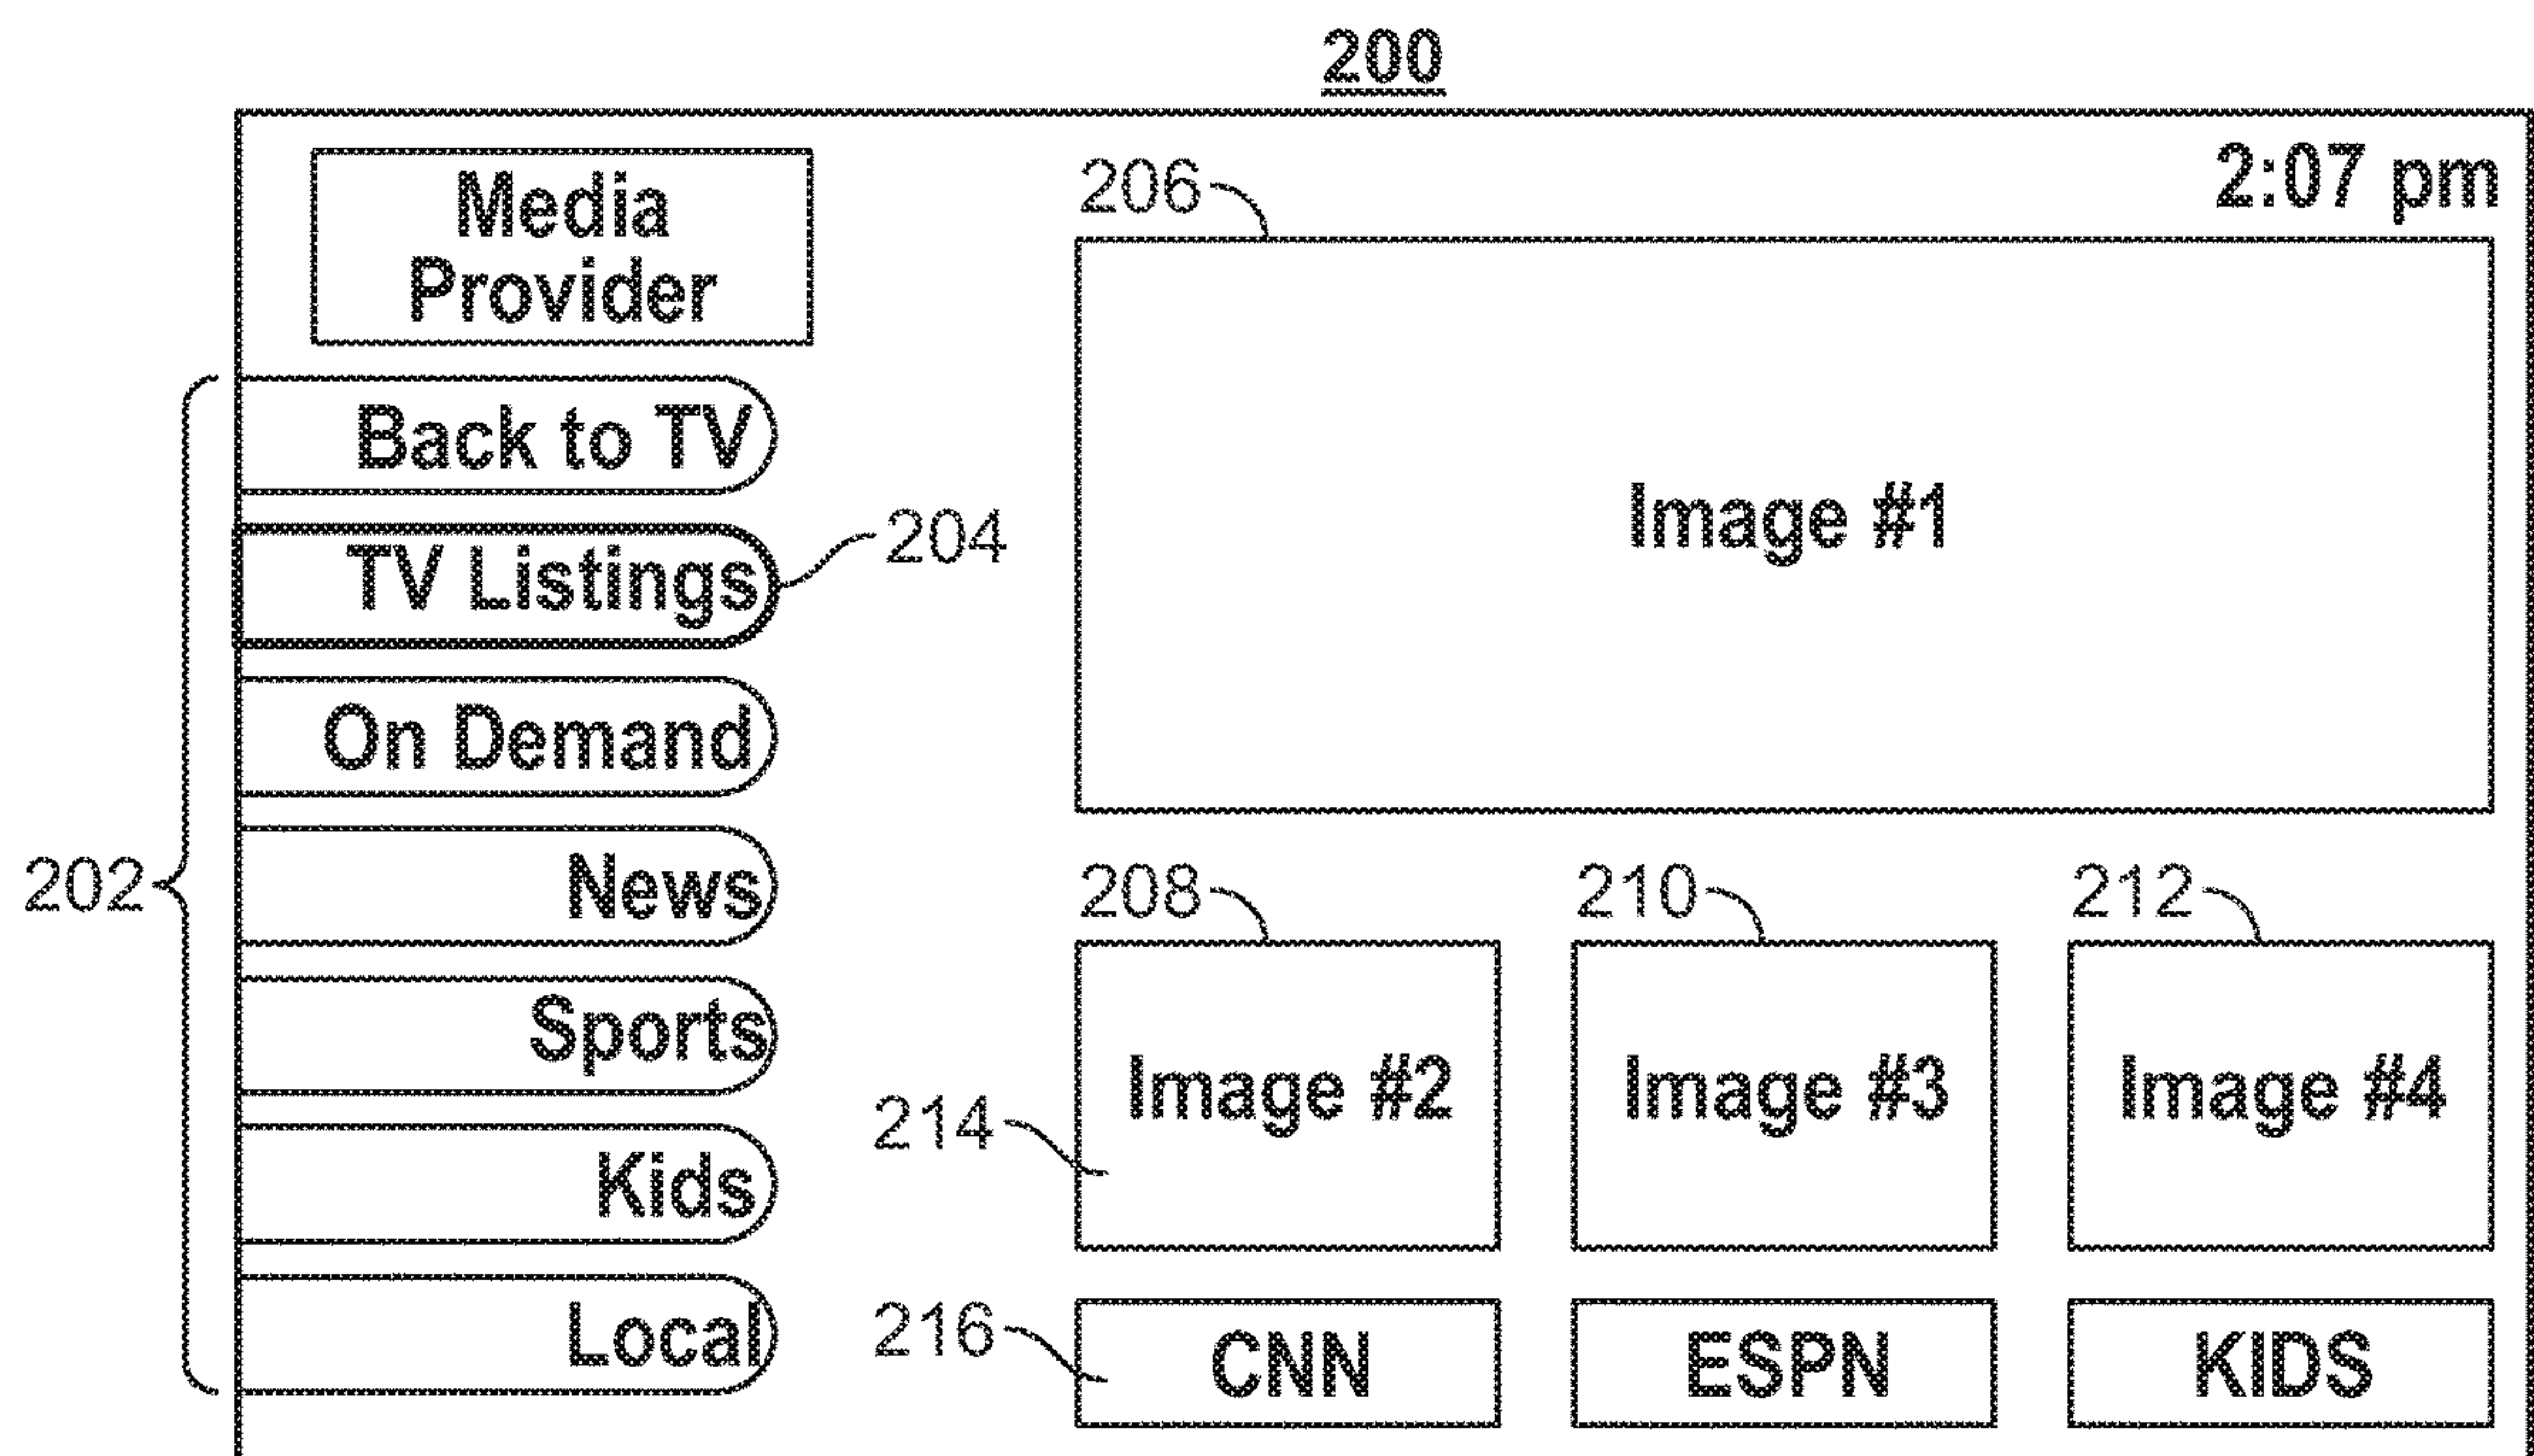 200
2:07 pm
Media
Provider
206
Image #1
Back to TV
TV Listings
204
On Demand
News
Sports
Kids
Local
202
208
210
212
Image #2
Image #3
Image #4
214
216
CNN
ESPN
KIDS